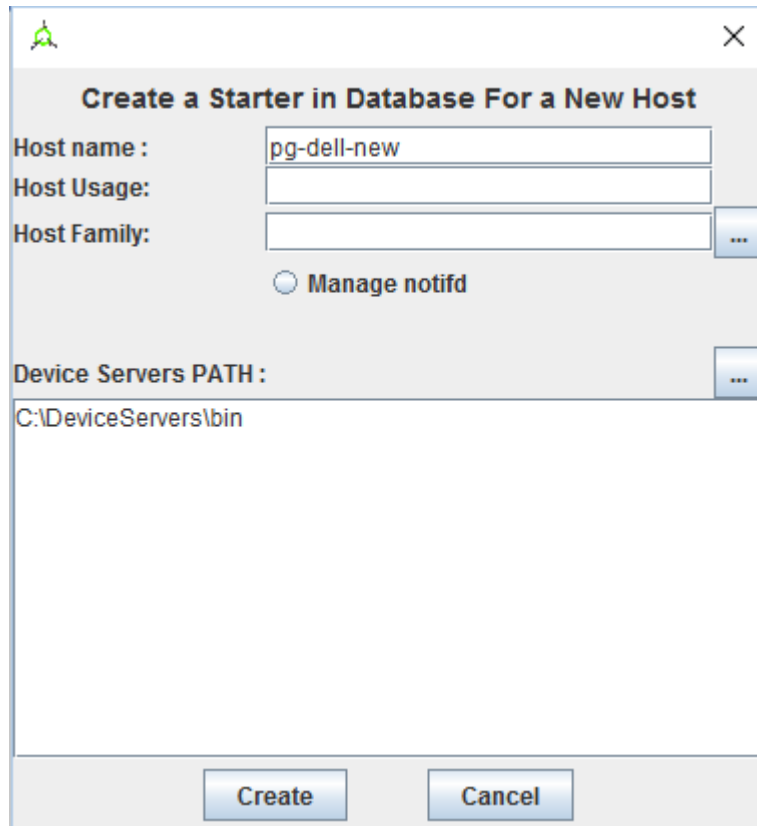 Create a Starter in Database For a New Host
Host name : pg-dell-new
Host Usage:
Host Family: ...
Manage notifd
Device Servers PATH : ...
C:\DeviceServers\bin
Create Cancel